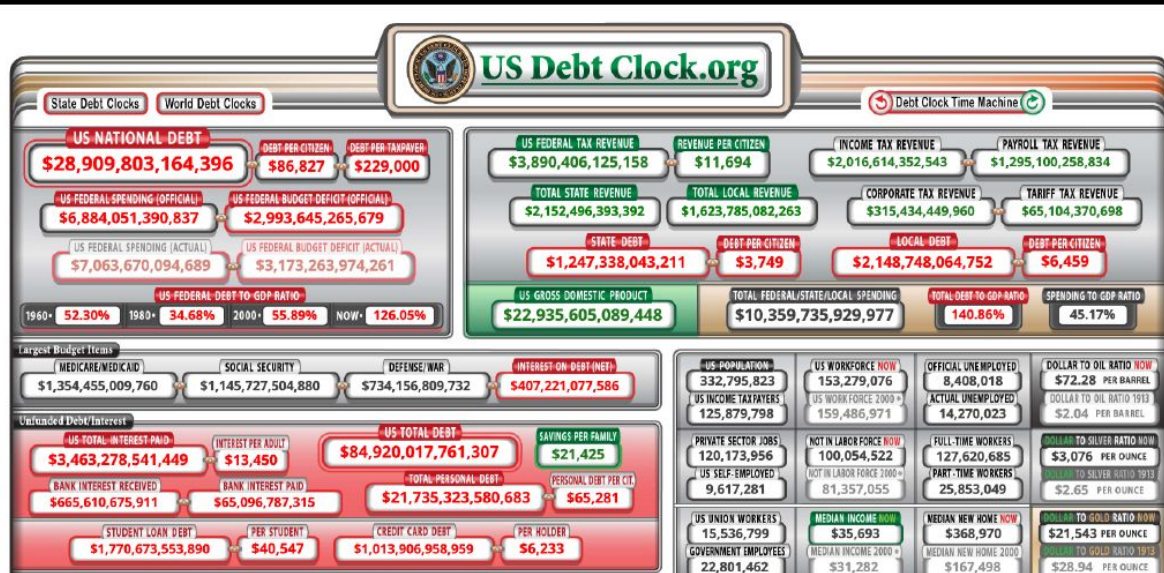 US Debt Clock.org
State Debt Clocks World Debt Clocks
Debt Clock Time Machine
US NATIONAL DEBT DEBT PER CITIZEN DEBT PER TAXPAYER
$28,909,803,164,396 $86,827 $229,000
US FEDERAL SPENDING (OFFICIAL) US FEDERAL BUDGET DEFICIT (OFFICIAL)
$6,884,051,390,837 $2,993,645,265,679
US FEDERAL SPENDING (ACTUAL) US FEDERAL BUDGET DEFICIT (ACTUAL)
$7,063,670,094,689 $3,173,263,974,261
US FEDERAL DEBT TO GDP RATIO
1960• 52.30% 1980• 34.68% 2000• 55.89% NOW• 126.05%
US FEDERAL TAX REVENUE REVENUE PER CITIZEN INCOME TAX REVENUE PAYROLL TAX REVENUE
$3,890,406,125,158 $11,694 $2,016,614,352,543 $1,295,100,258,834
TOTAL STATE REVENUE TOTAL LOCAL REVENUE CORPORATE TAX REVENUE TARIFF TAX REVENUE
$2,152,496,393,392 $1,623,785,082,263 $315,434,449,960 $65,104,370,698
STATE DEBT DEBT PER CITIZEN LOCAL DEBT DEBT PER CITIZEN
$1,247,338,043,211 $3,749 $2,148,748,064,752 $6,459
US GROSS DOMESTIC PRODUCT TOTAL FEDERAL/STATE/LOCAL SPENDING TOTAL DEBT TO GDP RATIO SPENDING TO GDP RATIO
$22,935,605,089,448 $10,359,735,929,977 140.86% 45.17%
Largest Budget Items
MEDICARE/MEDICAID SOCIAL SECURITY DEFENSE/WAR INTEREST ON DEBT (NET)
$1,354,455,009,760 $1,145,727,504,880 $734,156,809,732 $407,221,077,586
Unfunded Debt/Interest
US TOTAL INTEREST PAID INTEREST PER ADULT US TOTAL DEBT SAVINGS PER FAMILY
$3,463,278,541,449 $13,450 $84,920,017,761,307 $21,425
BANK INTEREST RECEIVED BANK INTEREST PAID TOTAL PERSONAL DEBT PERSONAL DEBT PER CIT.
$665,610,675,911 $65,096,787,315 $21,735,323,580,683 $65,281
STUDENT LOAN DEBT PER STUDENT CREDIT CARD DEBT PER HOLDER
$1,770,673,553,890 $40,547 $1,013,906,958,959 $6,233
US POPULATION US WORKFORCE NOW OFFICIAL UNEMPLOYED DOLLAR TO OIL RATIO NOW
332,795,823 153,279,076 8,408,018 $72.28 PER BARREL
US INCOME TAXPAYERS US WORKFORCE 2000 ACTUAL UNEMPLOYED DOLLAR TO OIL RATIO 1913
125,879,798 159,486,971 14,270,023 $2.04 PER BARREL
PRIVATE SECTOR JOBS NOT IN LABOR FORCE NOW FULL-TIME WORKERS DOLLAR TO SILVER RATIO NOW
120,173,956 100,054,522 127,620,685 $3,076 PER OUNCE
US SELF-EMPLOYED NOT IN LABOR FORCE 2000 PART-TIME WORKERS DOLLAR TO SILVER RATIO 1913
9,617,281 81,357,055 25,853,049 $2.65 PER OUNCE
US UNION WORKERS MEDIAN INCOME NOW MEDIAN NEW HOME NOW DOLLAR TO GOLD RATIO NOW
15,536,799 $35,693 $368,970 $21,543 PER OUNCE
GOVERNMENT EMPLOYEES MEDIAN INCOME 2000 MEDIAN NEW HOME 2000 DOLLAR TO GOLD RATIO 1913
22,801,462 $31,282 $167,498 $28.94 PER OUNCE